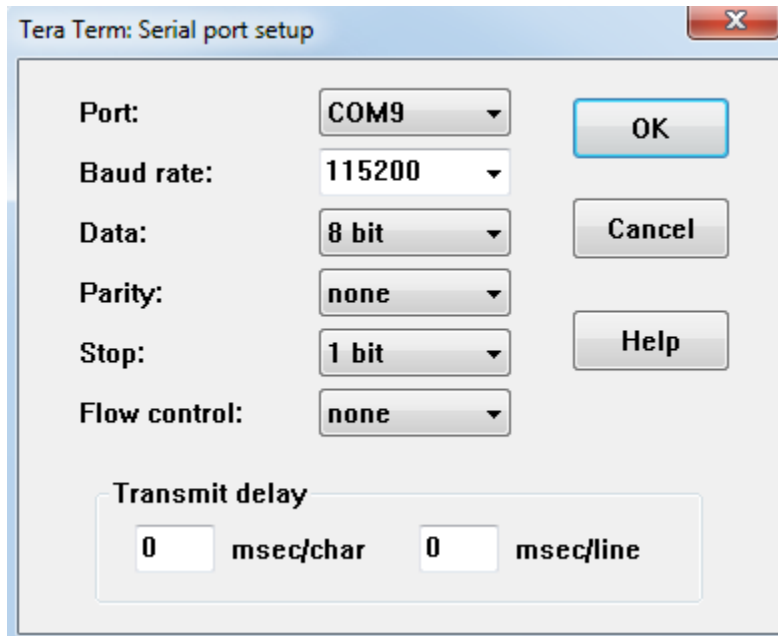 Tera Term: Serial port setup
Port: COM9 OK
Baud rate: 115200
Data: 8 bit Cancel
Parity: none
Stop: 1 bit Help
Flow control: none
Transmit delay
0 msec/char 0 msec/line